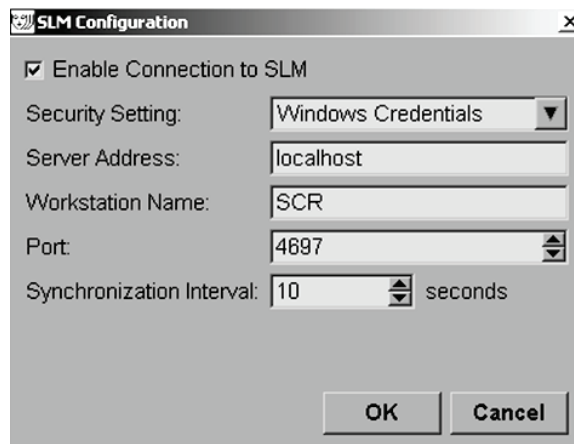 SLM Configuration
Enable Connection to SLM
Security Setting: Windows Credentials
Server Address: localhost
Workstation Name: SCR
Port: 4697
Synchronization Interval: 10 seconds
OK Cancel